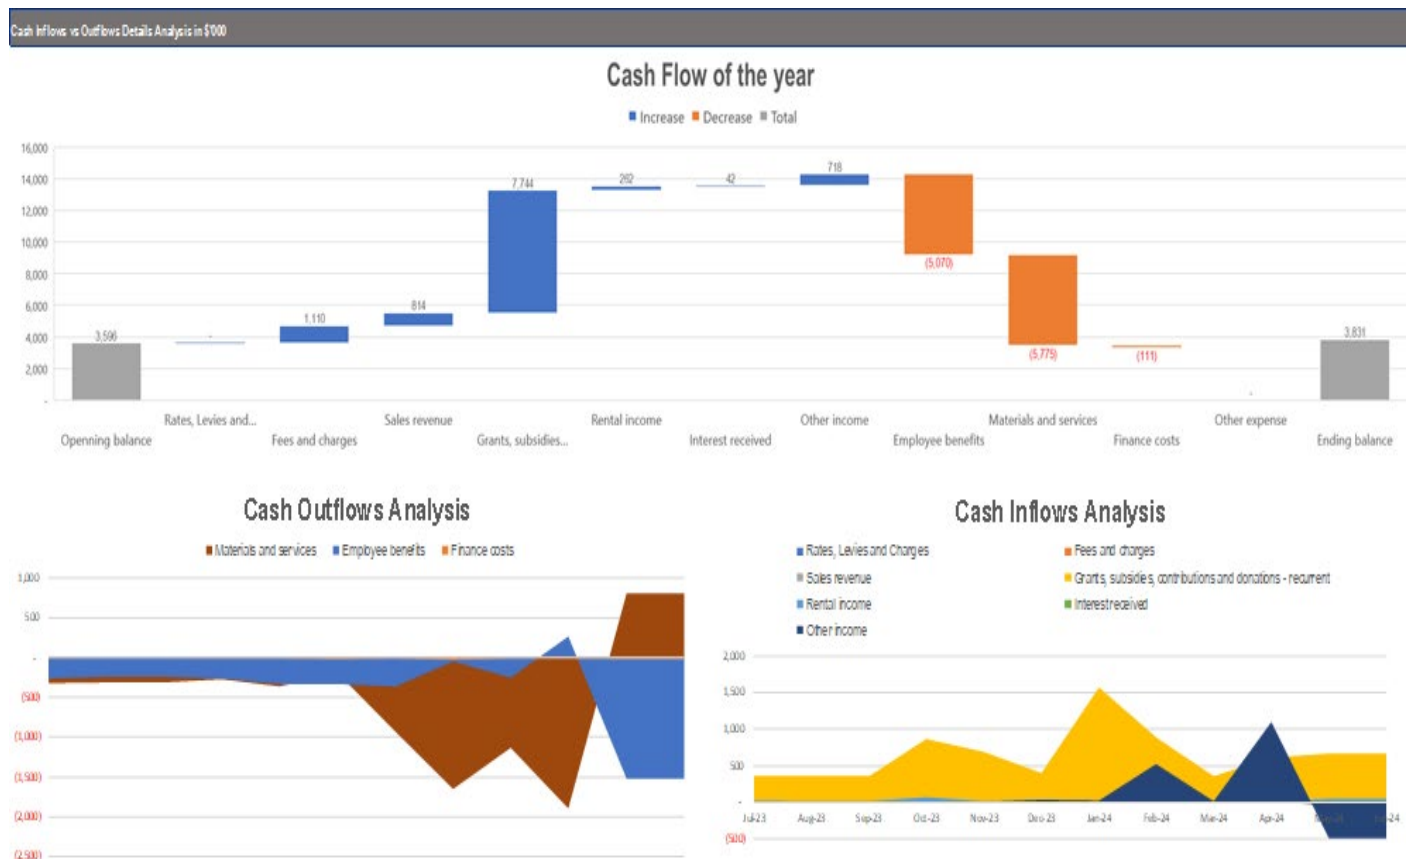 Cash Inflows vs Outflows Details Analysis in $'000
Cash Flow of the year
Increase Decrease Total
16,000
14,000
12,000
10,000
8,000
6,000
4,000
2,000
-
3,596
-
1,110
814
7,744
262
42
718
(5,070)
(5,775)
(111)
-
3,831
Openning balance
Rates, Levies and...
Fees and charges
Sales revenue
Grants, subsidies...
Rental income
Interest received
Other income
Employee benefits
Materials and services
Finance costs
Other expense
Ending balance
Cash Outflows Analysis
Materials and services Employee benefits Finance costs
1,000
500
-
(500)
(1,000)
(1,500)
(2,000)
(2,500)
Cash Inflows Analysis
Rates, Levies and Charges Fees and charges
Sales revenue Grants, subsidies, contributions and donations - recurrent
Rental income Interest received
Other income
2,000
1,500
1,000
500
-
(500)
Jul-23 Aug-23 Sep-23 Oct-23 Nov-23 Dec-23 Jan-24 Feb-24 Mar-24 Apr-24